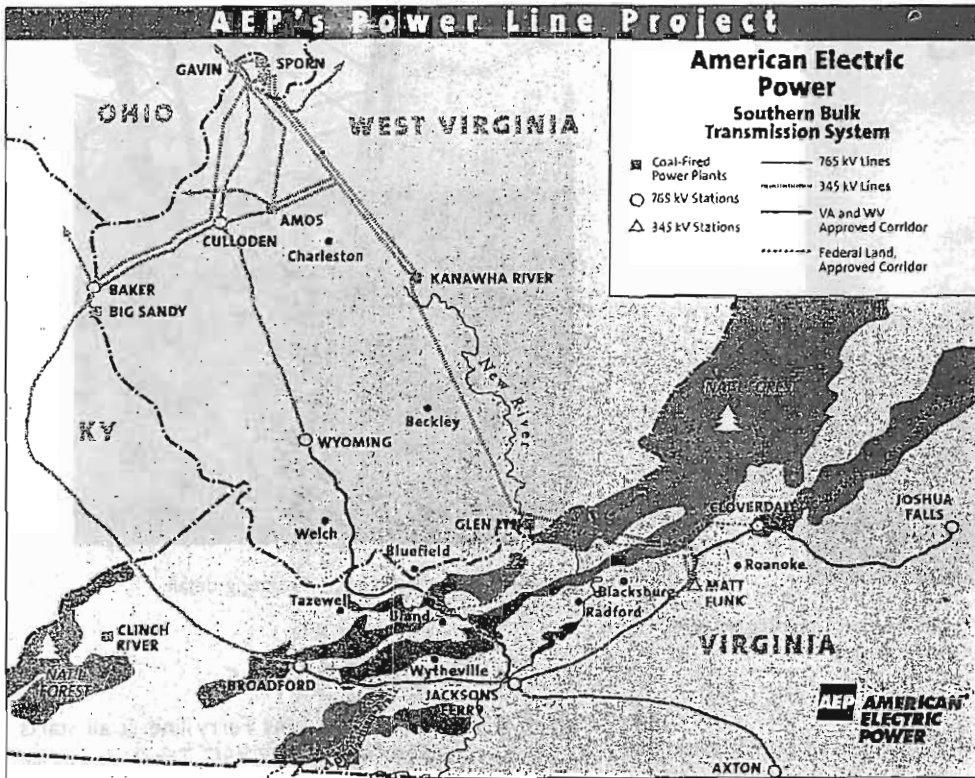 AEP's Power Line Project
American Electric
Power
Southern Bulk
Transmission System
Coal-Fired
Power Plants
765 kV Stations
345 kV Stations
765 kV Lines
345 kV Lines
VA and WV
Approved Corridor
Federal Land,
Approved Corridor
GAVIN
SPORN
OHIO
WEST VIRGINIA
AMOS
CULLODEN
Charleston
KANAWHA RIVER
BAKER
BIG SANDY
New River
NAT'L FOREST
KY
Beckley
WYOMING
CLOVERDALE
JOSHUA
FALLS
GLEN LYN
Welch
Bluefield
Roanoke
Blacksburg
MATT
FUNK
Tazewell
Radford
Bland
CLINCH
RIVER
VIRGINIA
Wytheville
NAT'L
FOREST
BROADFORD
JACKSONS
FERRY
AEP AMERICAN
ELECTRIC
POWER
AXTON